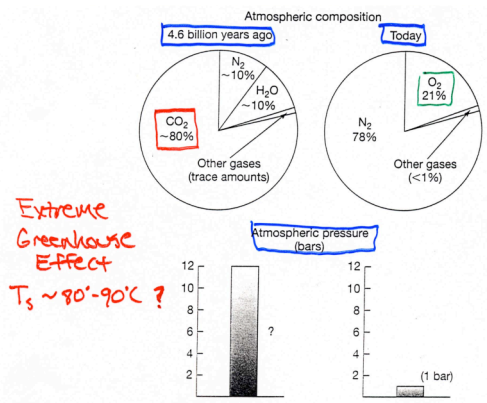 Atmospheric composition
4.6 billion years ago
Today
N₂
~10%
H₂O
~10%
CO₂
~80%
Other gases
(trace amounts)
O₂
21%
N₂
78%
Other gases
(<1%)
Extreme
Greenhouse
Effect
Tₛ ~80°-90°C ?
Atmospheric pressure
(bars)
12
10
8
6
4
2
?
12
10
8
6
4
2
(1 bar)